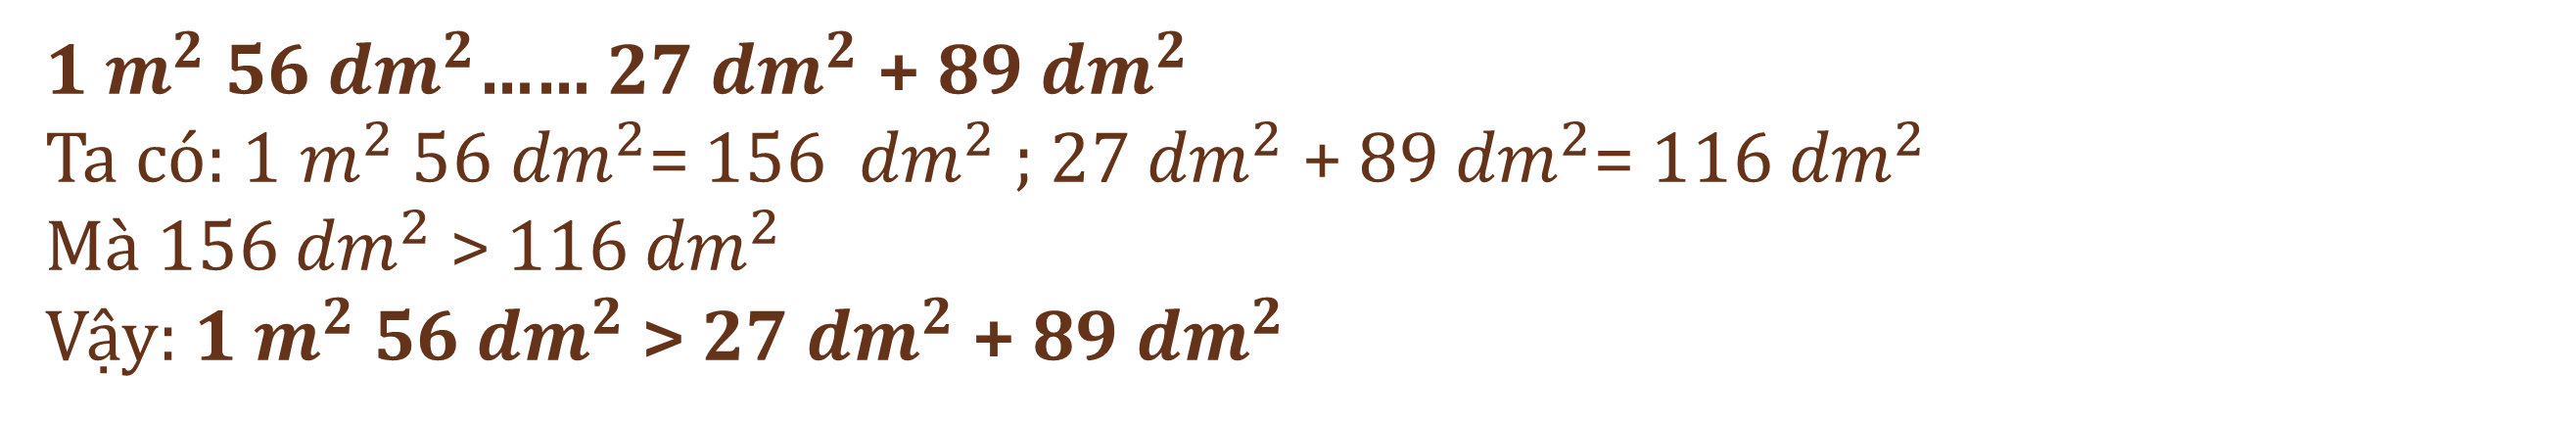 1 m² 56 dm²...... 27 dm² + 89 dm²
Ta có: 1 m² 56 dm²= 156 dm² ; 27 dm² + 89 dm²= 116 dm²
Mà 156 dm² > 116 dm²
Vậy: 1 m² 56 dm² > 27 dm² + 89 dm²